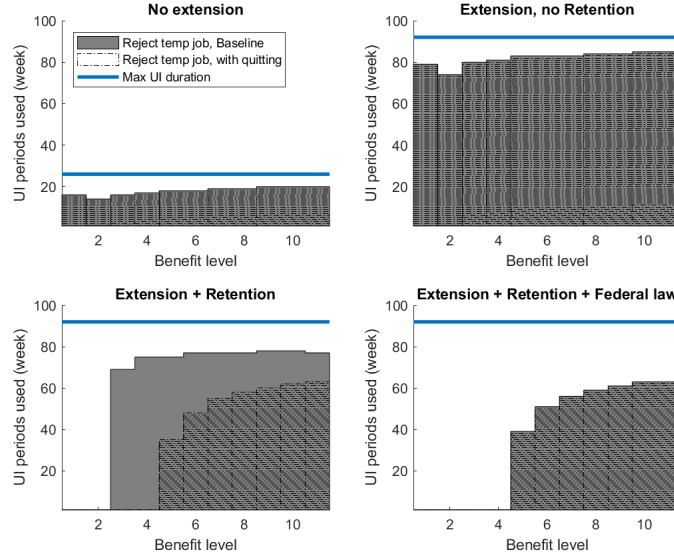 No extension
UI periods used (week)
100
80
60
40
20
Reject temp job, Baseline
Reject temp job, with quitting
Max UI duration
2 4 6 8 10
Benefit level
Extension, no Retention
UI periods used (week)
100
80
60
40
20
2 4 6 8 10
Benefit level
Extension + Retention
UI periods used (week)
100
80
60
40
20
2 4 6 8 10
Benefit level
Extension + Retention + Federal law
UI periods used (week)
100
80
60
40
20
2 4 6 8 10
Benefit level